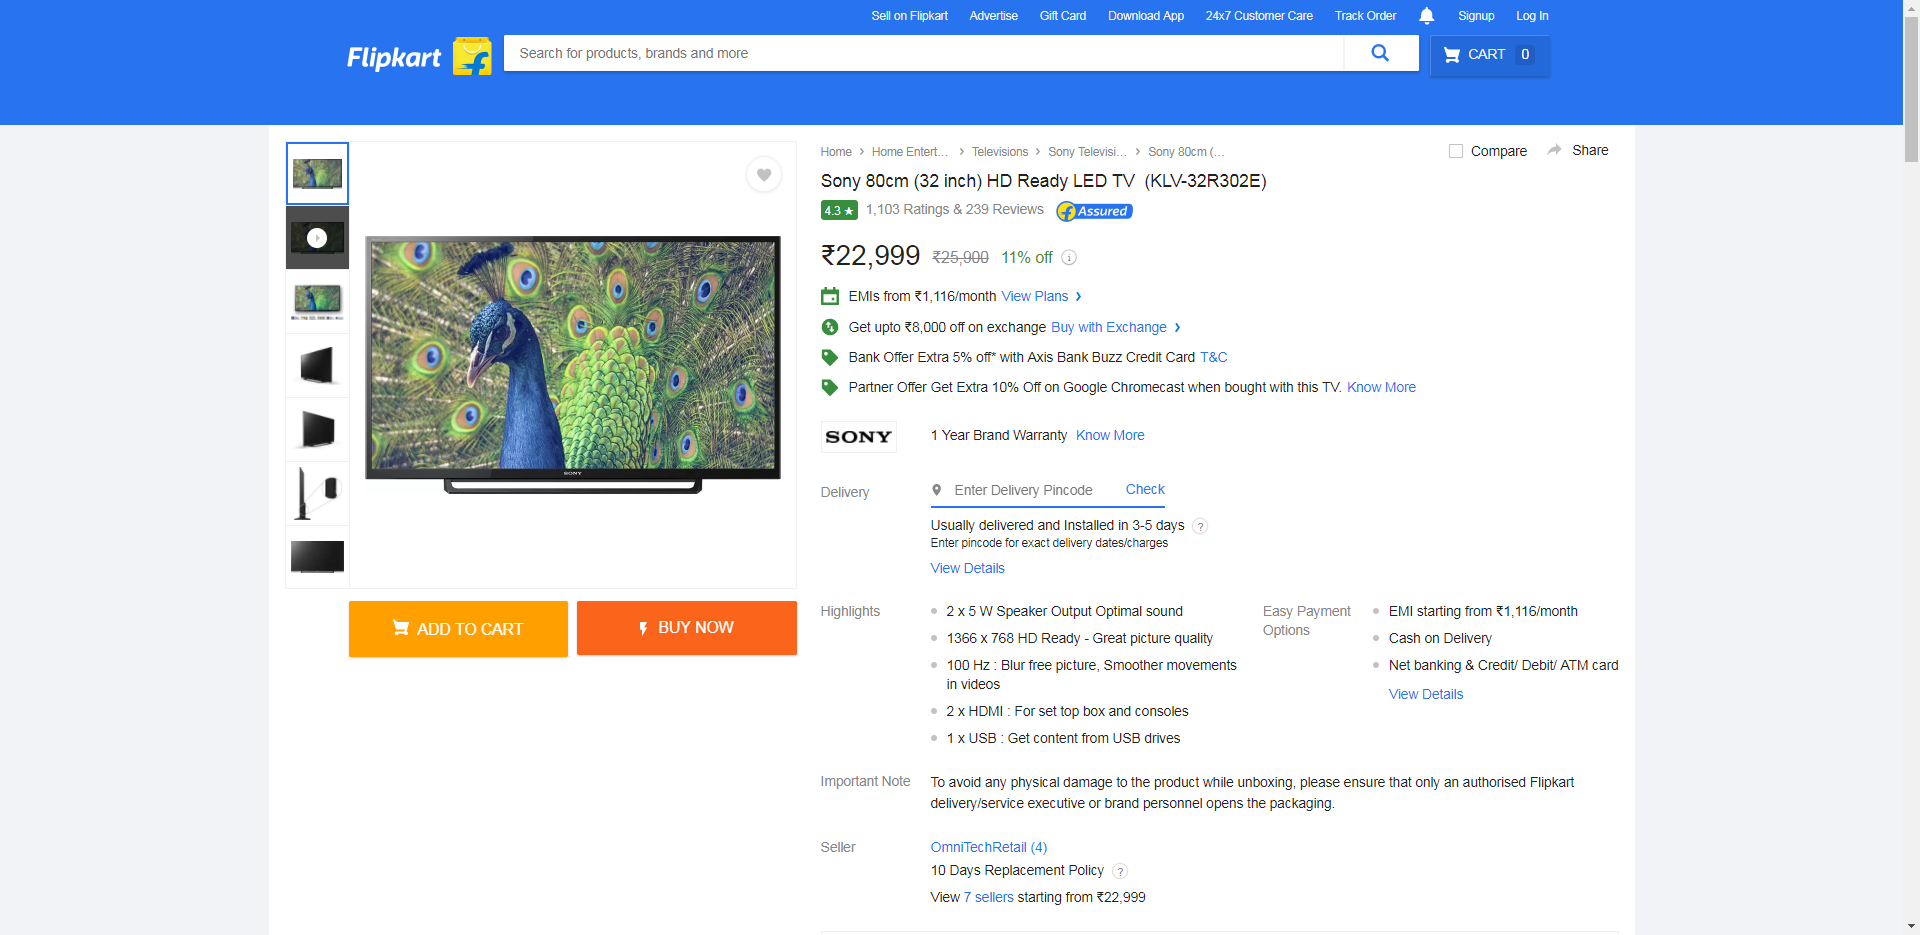 Sell on Flipkart Advertise Gift Card Download App 24x7 Customer Care Track Order Signup Log In
Flipkart
Search for products, brands and more
CART 0
Home > Home Entert... > Televisions > Sony Televisi... > Sony 80cm (...
Compare Share
Sony 80cm (32 inch) HD Ready LED TV (KLV-32R302E)
4.3 ★ 1,103 Ratings & 239 Reviews f Assured
₹22,999 ₹25,900 11% off i
EMIs from ₹1,116/month View Plans >
Get upto ₹8,000 off on exchange Buy with Exchange >
Bank Offer Extra 5% off* with Axis Bank Buzz Credit Card T&C
Partner Offer Get Extra 10% Off on Google Chromecast when bought with this TV. Know More
SONY
SONY 1 Year Brand Warranty Know More
Delivery Enter Delivery Pincode Check
Usually delivered and Installed in 3-5 days ?
Enter pincode for exact delivery dates/charges
View Details
ADD TO CART
BUY NOW
Highlights
2 x 5 W Speaker Output Optimal sound
1366 x 768 HD Ready - Great picture quality
100 Hz : Blur free picture, Smoother movements
in videos
2 x HDMI : For set top box and consoles
1 x USB : Get content from USB drives
Easy Payment
Options
EMI starting from ₹1,116/month
Cash on Delivery
Net banking & Credit/ Debit/ ATM card
View Details
Important Note To avoid any physical damage to the product while unboxing, please ensure that only an authorised Flipkart
delivery/service executive or brand personnel opens the packaging.
Seller OmniTechRetail (4)
10 Days Replacement Policy ?
View 7 sellers starting from ₹22,999